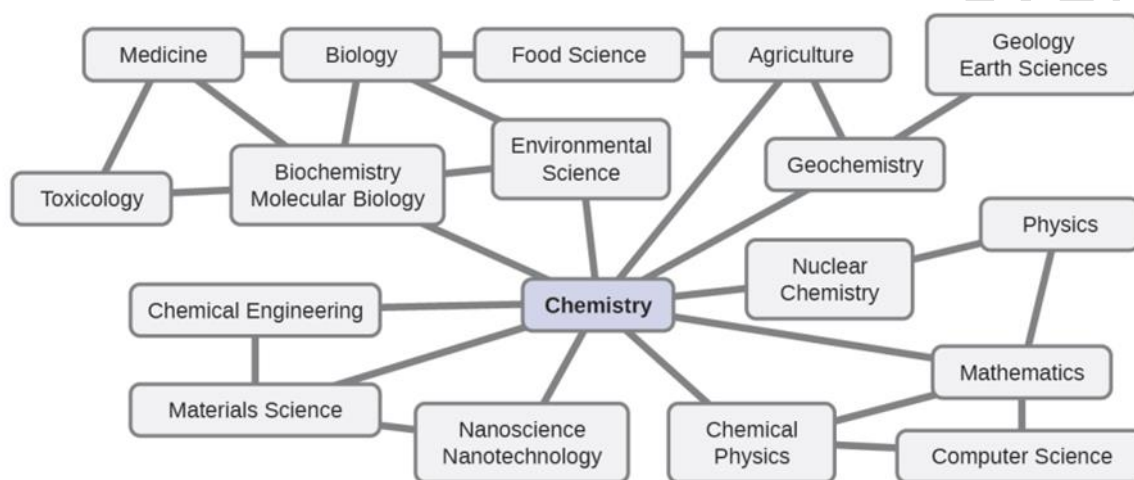 Medicine
Biology
Food Science
Agriculture
Geology
Earth Sciences
Environmental
Science
Geochemistry
Biochemistry
Molecular Biology
Toxicology
Physics
Nuclear
Chemistry
Chemistry
Chemical Engineering
Mathematics
Materials Science
Nanoscience
Nanotechnology
Chemical
Physics
Computer Science